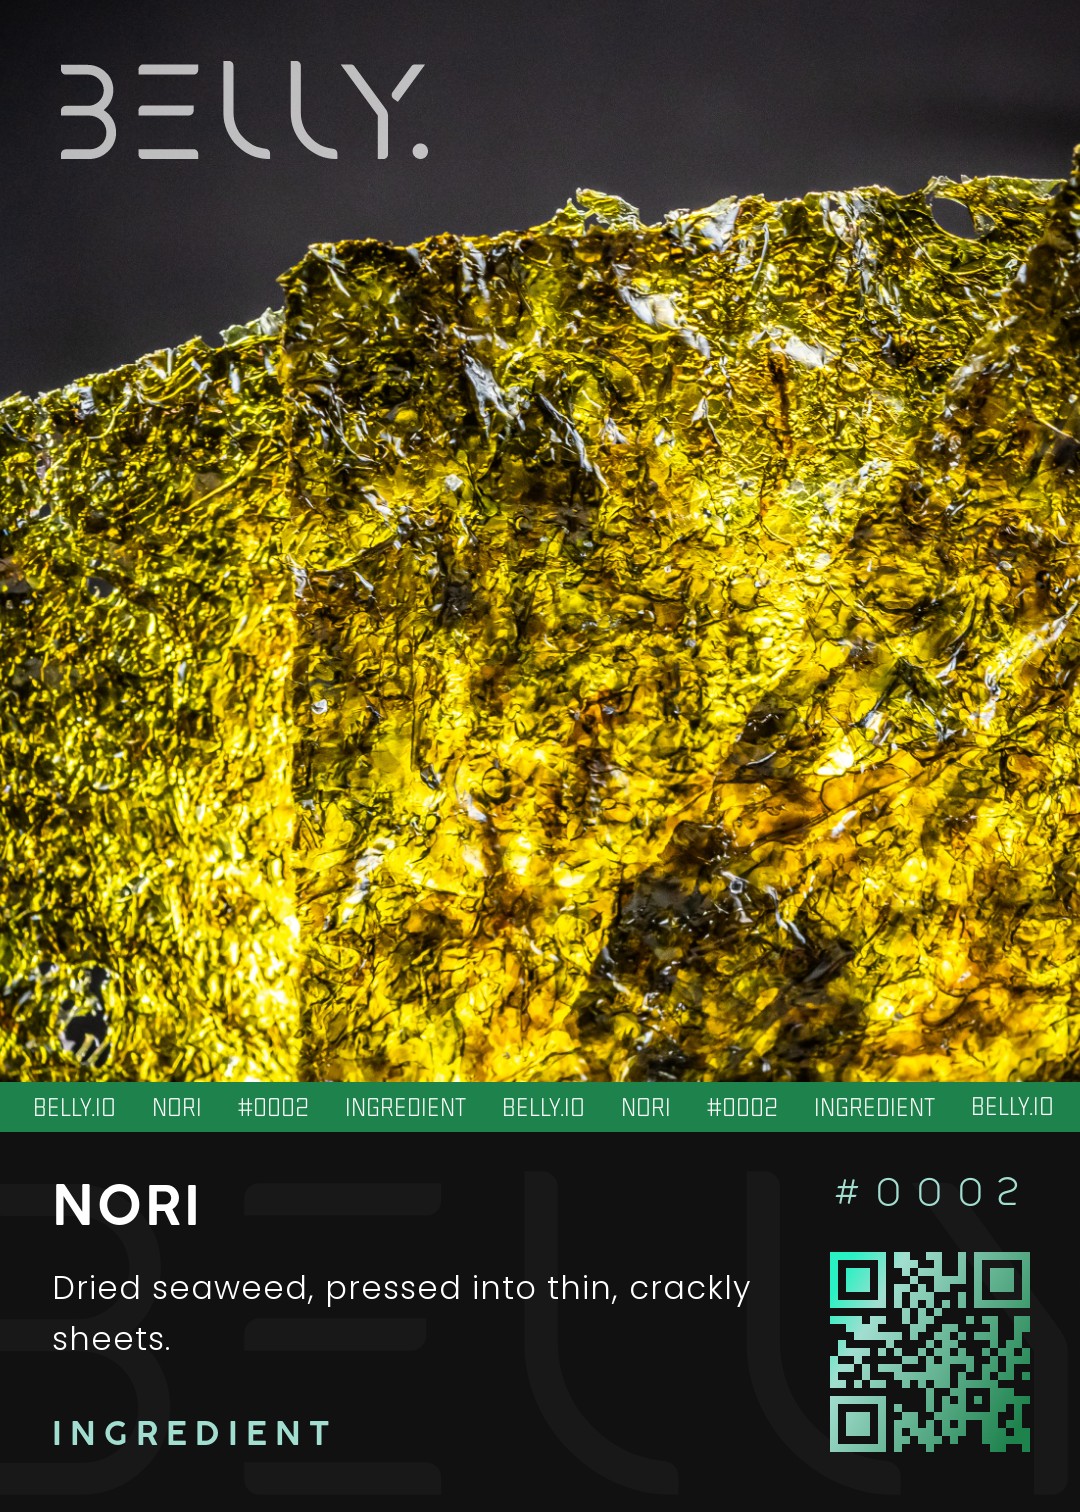 BELLY.
BELLY.IO NORI #0002 INGREDIENT BELLY.IO NORI #0002 INGREDIENT BELLY.IO
NORI
#0002
Dried seaweed, pressed into thin, crackly
sheets.
INGREDIENT
BELLY